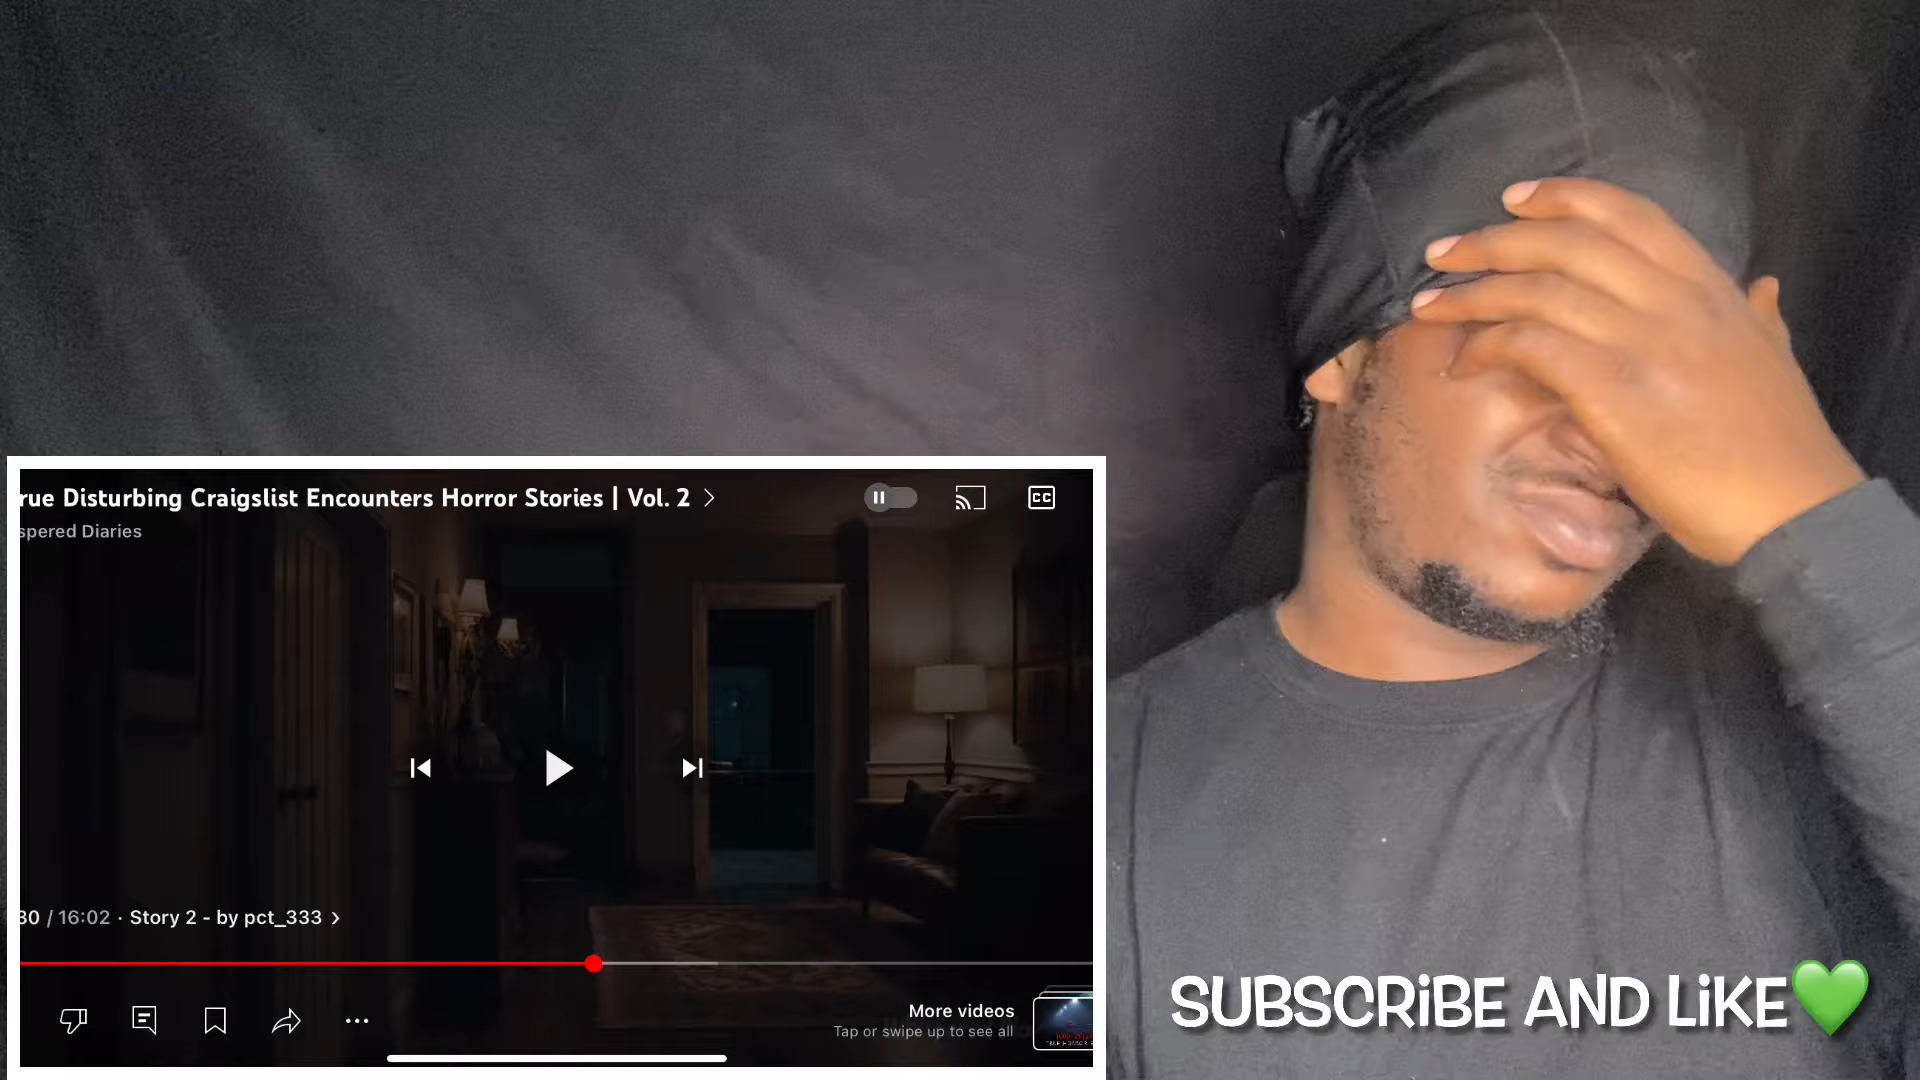 rue Disturbing Craigslist Encounters Horror Stories | Vol. 2
spered Diaries
CC
30 / 16:02 · Story 2 - by pct_333
More videos
Tap or swipe up to see all
SUBSCRiBE AND LiKE